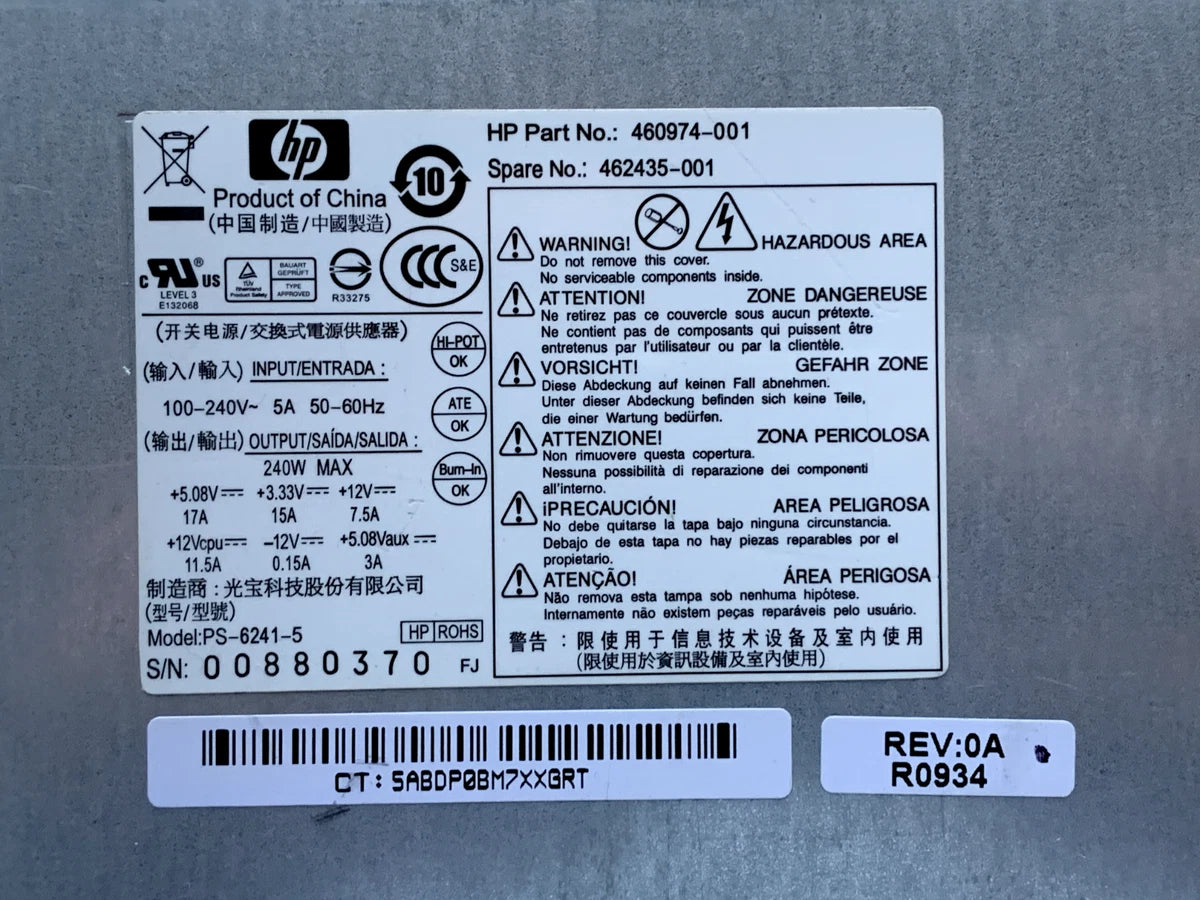 hp
Product of China
(中国制造/中國製造)
10
C RU ® US
LEVEL 3
E132068
TÜV
Rheinland
Product Safety
BAUART
GEPRÜFT
TYPE
APPROVED
R33275
CCC S&E
(开关电源/交換式電源供應器)
(输入/輸入) INPUT/ENTRADA :
100-240V~ 5A 50-60Hz
(输出/輸出) OUTPUT/SAÍDA/SALIDA :
240W MAX
+5.08V⎓ +3.33V⎓ +12V⎓
17A 15A 7.5A
+12Vcpu⎓ -12V⎓ +5.08Vaux ⎓
11.5A 0.15A 3A
HI-POT
OK
ATE
OK
Burn-In
OK
制造商：光宝科技股份有限公司
(型号/型號)
Model:PS-6241-5
HP ROHS
S/N: 00880370 FJ
HP Part No.: 460974-001
Spare No.: 462435-001
WARNING! HAZARDOUS AREA
Do not remove this cover.
No serviceable components inside.
ATTENTION! ZONE DANGEREUSE
Ne retirez pas ce couvercle sous aucun prétexte.
Ne contient pas de composants qui puissent être
entretenus par l'utilisateur ou par la clientèle.
VORSICHT! GEFAHR ZONE
Diese Abdeckung auf keinen Fall abnehmen.
Unter dieser Abdeckung befinden sich keine Teile,
die einer Wartung bedürfen.
ATTENZIONE! ZONA PERICOLOSA
Non rimuovere questa copertura.
Nessuna possibilità di reparazione dei componenti
all'interno.
¡PRECAUCIÓN! AREA PELIGROSA
No debe quitarse la tapa bajo ninguna circunstancia.
Debajo de esta tapa no hay piezas reparables por el
propietario.
ATENÇÃO! ÁREA PERIGOSA
Não remova esta tampa sob nenhuma hipótese.
Internamente não existem peças reparáveis pelo usuário.
警告：限使用于信息技术设备及室内使用
(限使用於資訊設備及室內使用)
CT: 5ABDP0BM7XXGRT
REV:0A
R0934